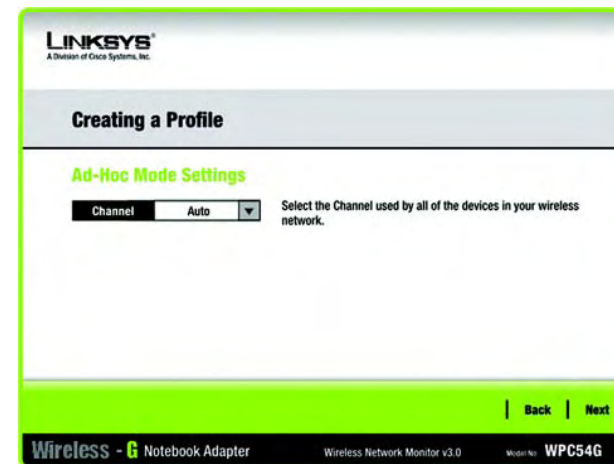 LINKSYS®
A Division of Cisco Systems, Inc.
Creating a Profile
Ad-Hoc Mode Settings
Channel Auto Select the Channel used by all of the devices in your wireless
network.
Back Next
Wireless - G Notebook Adapter Wireless Network Monitor v3.0 Model No. WPC54G